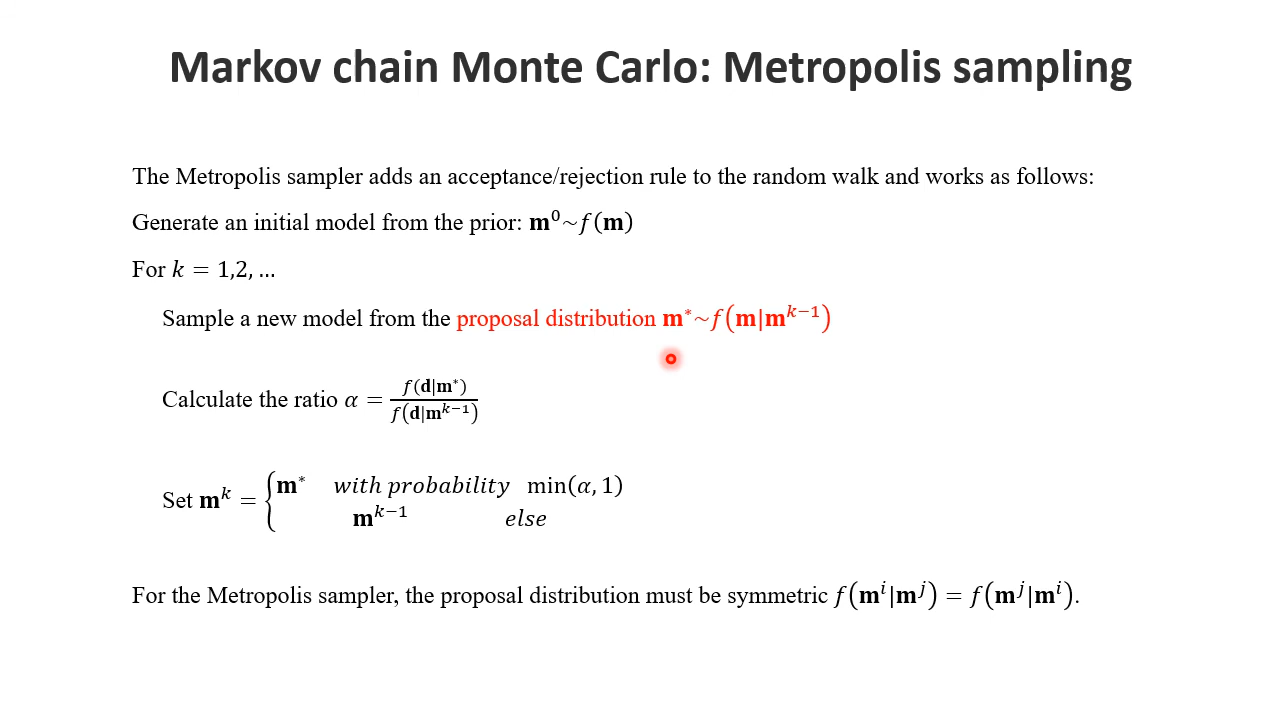 Markov chain Monte Carlo: Metropolis sampling
The Metropolis sampler adds an acceptance/rejection rule to the random walk and works as follows:
Generate an initial model from the prior: m⁰~f(m)
For k = 1,2, …
Sample a new model from the proposal distribution m*~f(m|mᵏ⁻¹)
Calculate the ratio α = f(d|m*) / f(d|mᵏ⁻¹)
Set mᵏ = { m* with probability min(α, 1)
mᵏ⁻¹ else
For the Metropolis sampler, the proposal distribution must be symmetric f(mⁱ|mʲ) = f(mʲ|mⁱ).